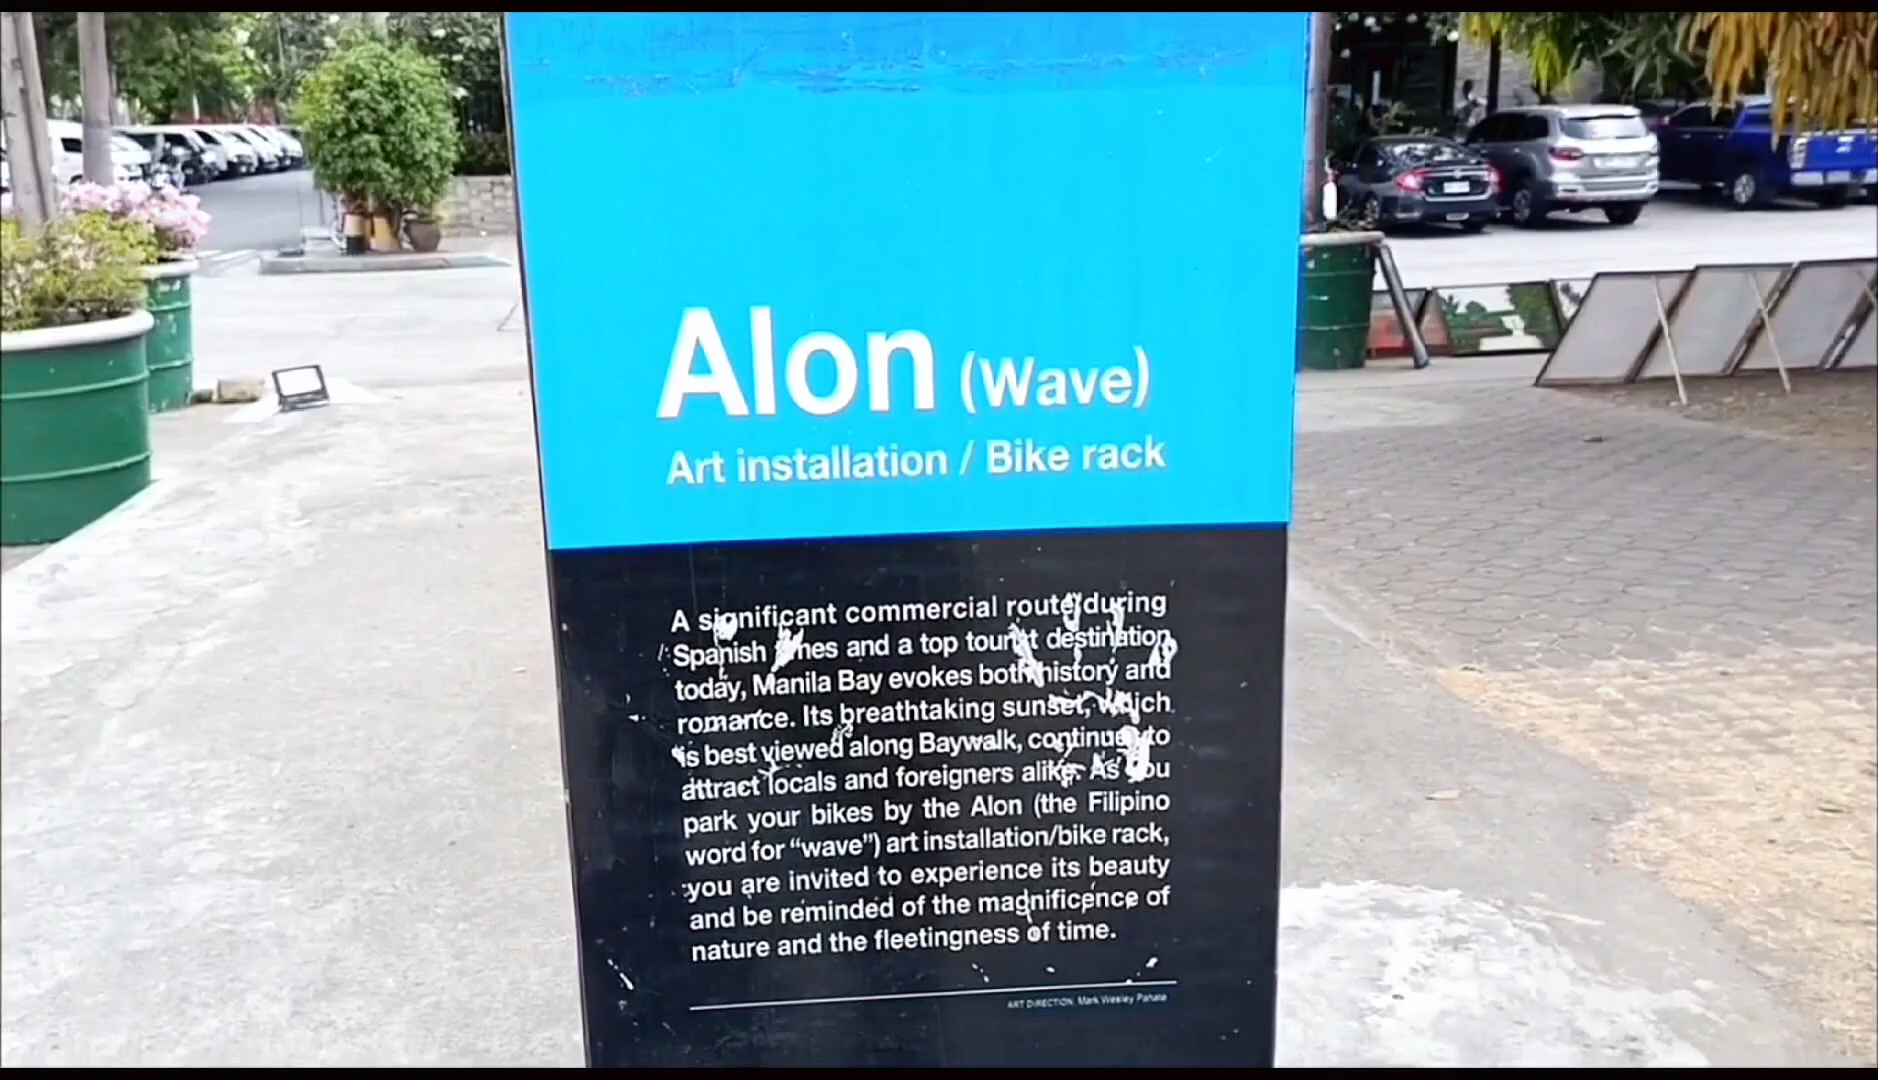 Alon (Wave)
Art installation / Bike rack
A significant commercial route during
Spanish times and a top tourist destination
today, Manila Bay evokes both history and
romance. Its breathtaking sunset, which
is best viewed along Baywalk, continues to
attract locals and foreigners alike. As you
park your bikes by the Alon (the Filipino
word for “wave”) art installation/bike rack,
you are invited to experience its beauty
and be reminded of the magnificence of
nature and the fleetingness of time.
ART DIRECTION: Mark Wesley Pahate